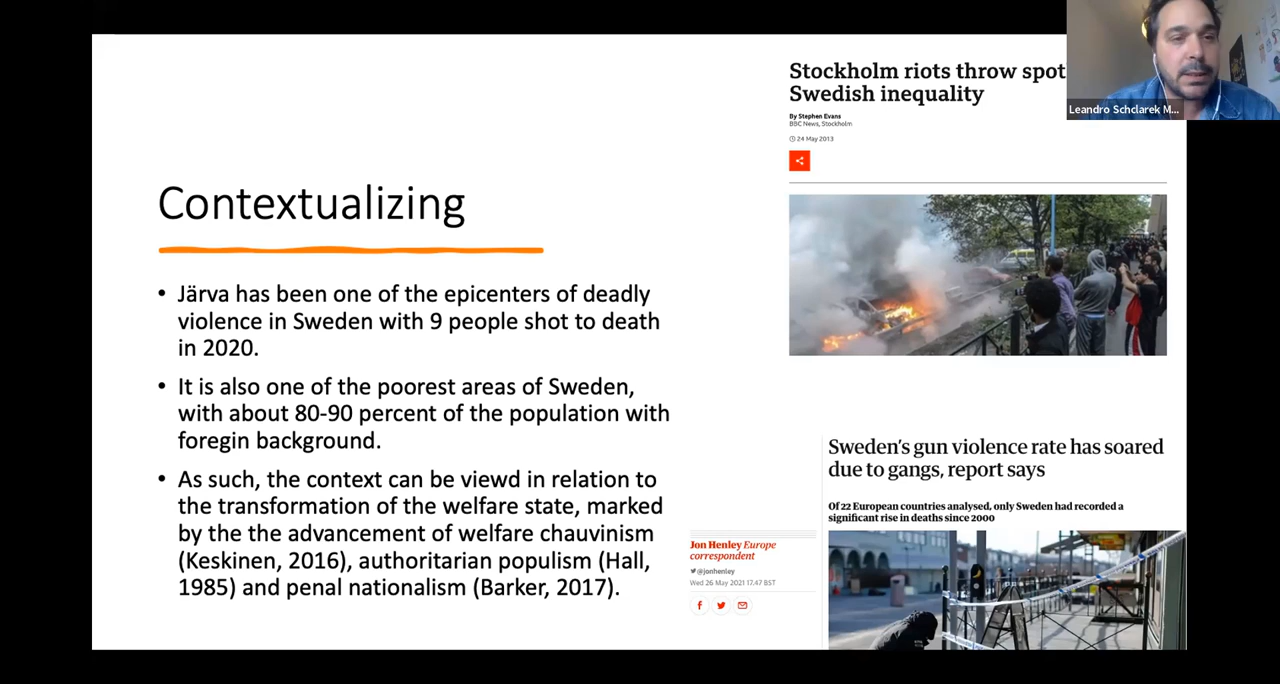 Stockholm riots throw spot
Swedish inequality
By Stephen Evans
BBC News, Stockholm
24 May 2013
Leandro Schclarek M...
Contextualizing
• Järva has been one of the epicenters of deadly
violence in Sweden with 9 people shot to death
in 2020.
• It is also one of the poorest areas of Sweden,
with about 80-90 percent of the population with
foregin background.
• As such, the context can be viewd in relation to
the transformation of the welfare state, marked
by the the advancement of welfare chauvinism
(Keskinen, 2016), authoritarian populism (Hall,
1985) and penal nationalism (Barker, 2017).
Sweden's gun violence rate has soared
due to gangs, report says
Of 22 European countries analysed, only Sweden had recorded a
significant rise in deaths since 2000
Jon Henley Europe
correspondent
@jonhenley
Wed 26 May 2021 17.47 BST